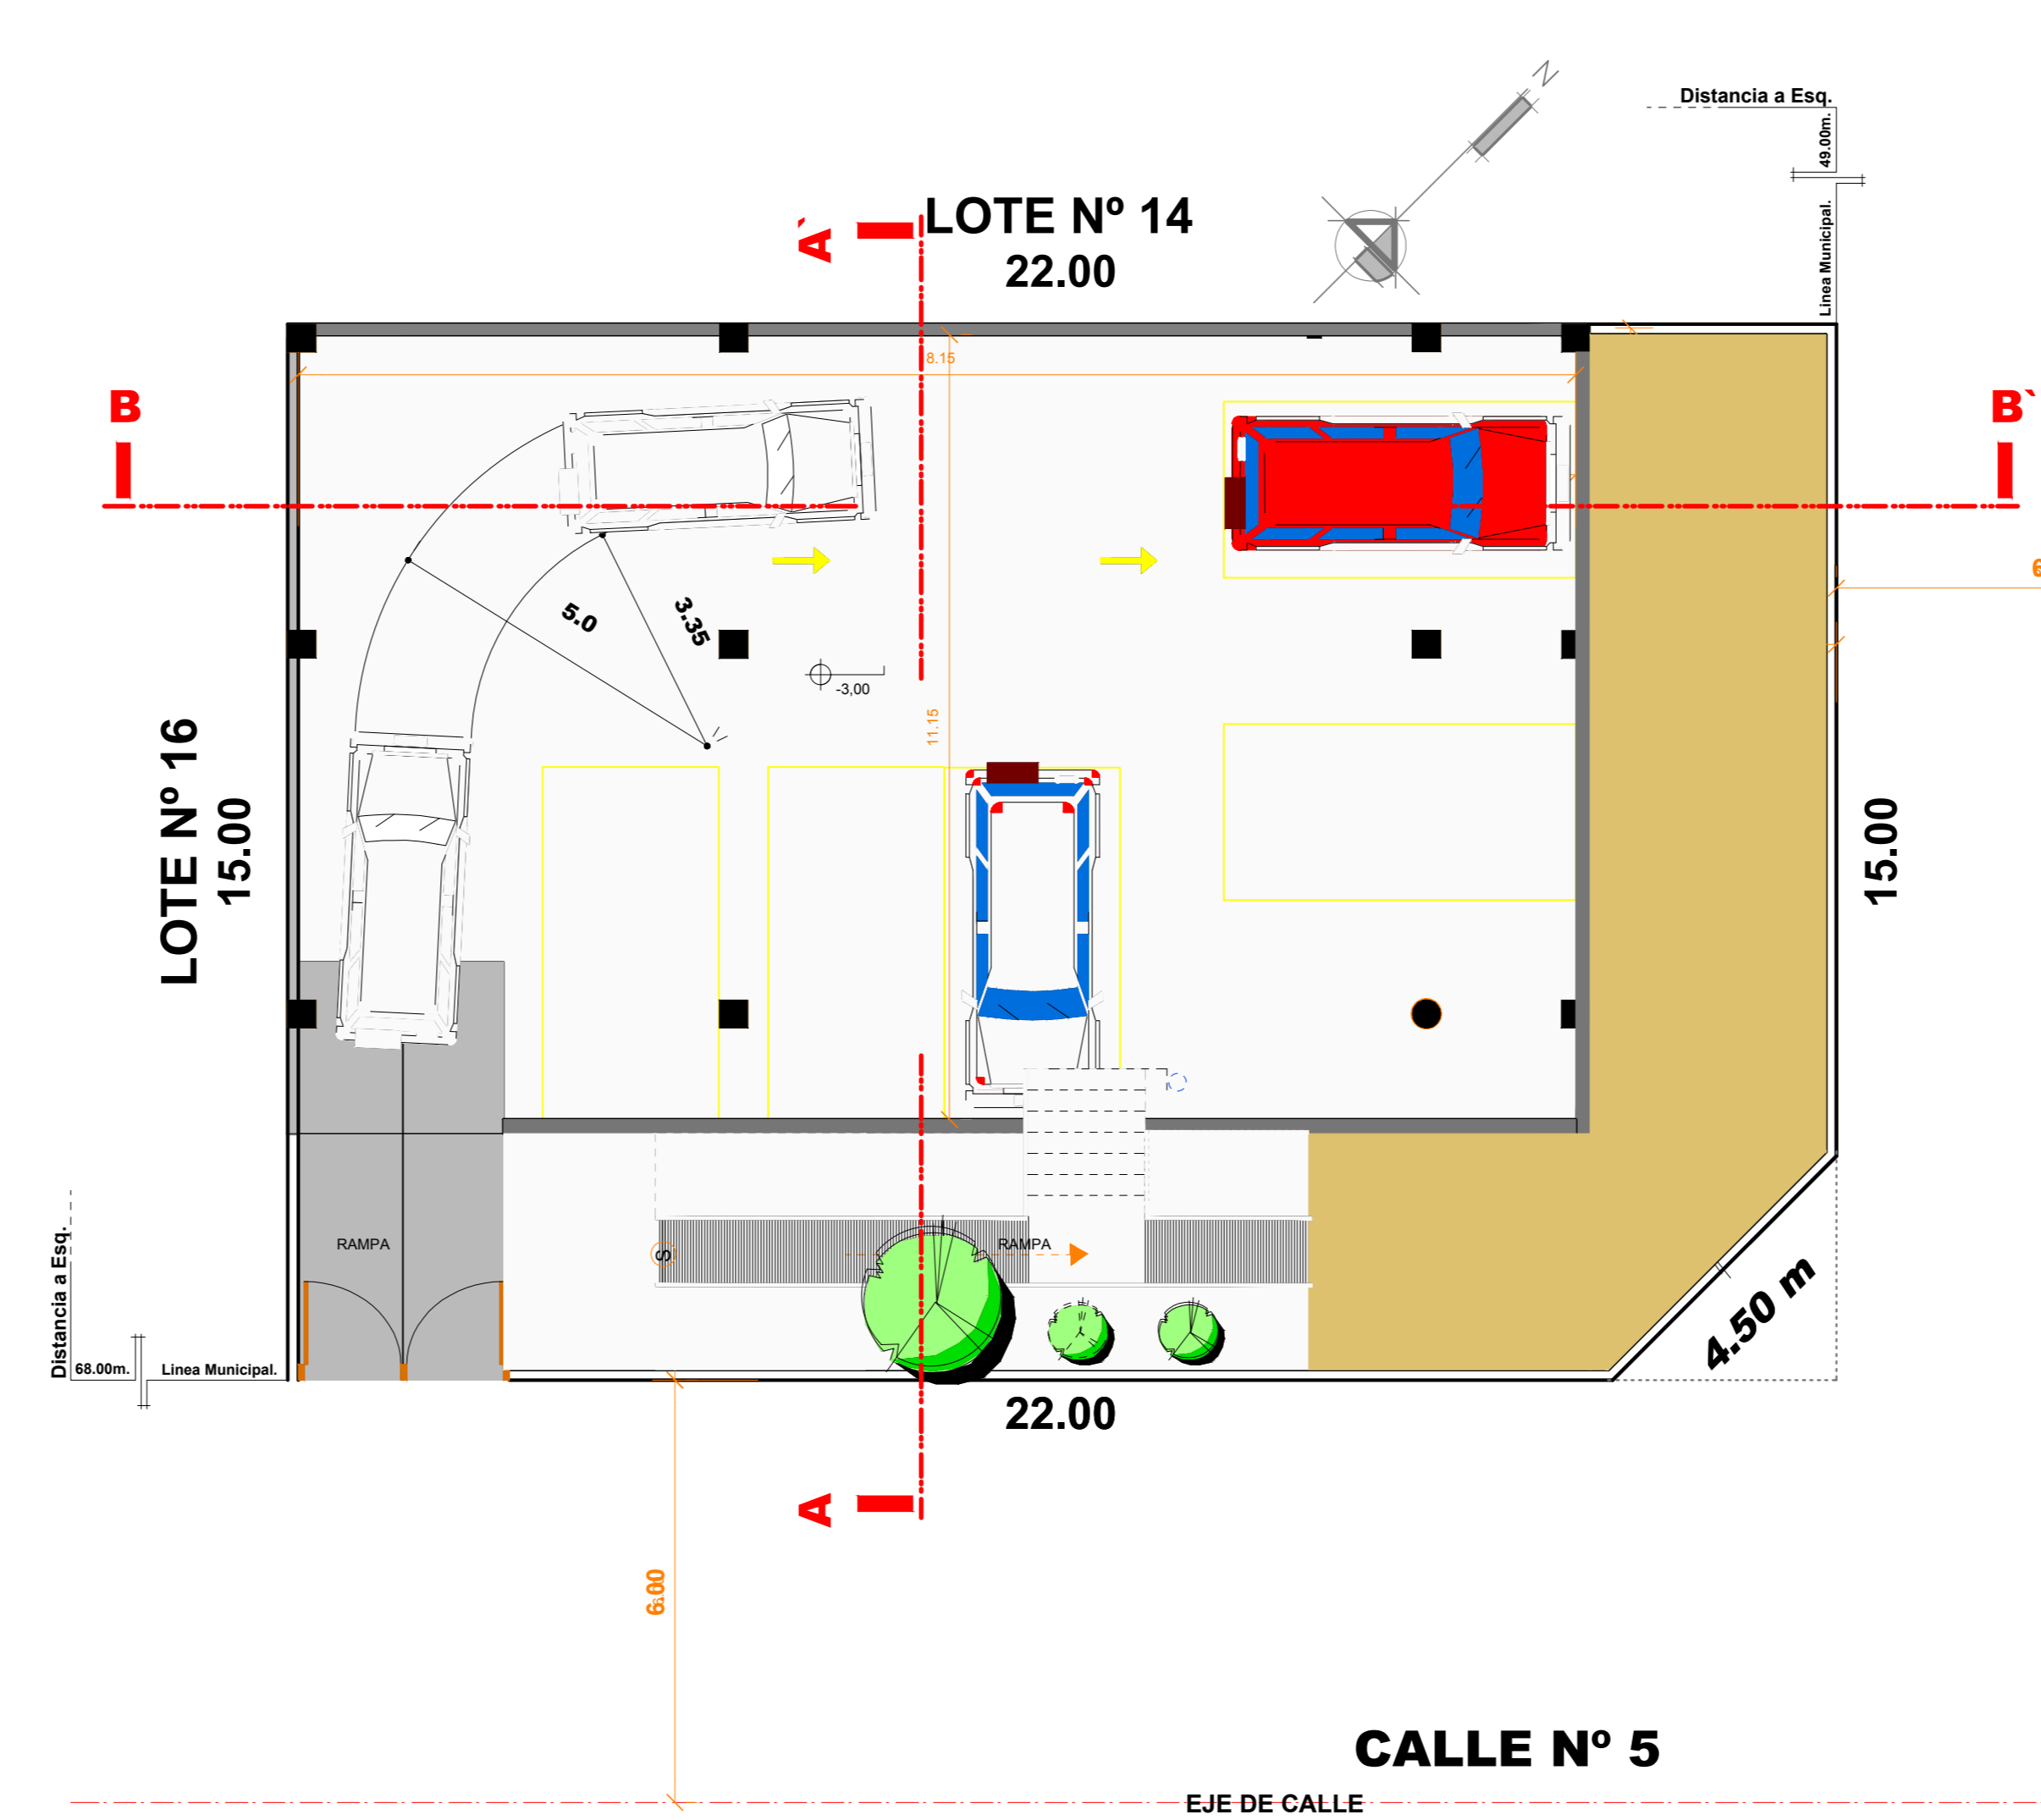 N
Distancia a Esq.
49.00m.
Linea Municipal.
A`
LOTE Nº 14
22.00
8.15
B
B`
5.0
3.35
-3,00
11.15
LOTE Nº 16
15.00
15.00
RAMPA
S
RAMPA
4.50 m
Distancia a Esq.
68.00m.
Linea Municipal.
22.00
A
6.00
CALLE Nº 5
EJE DE CALLE